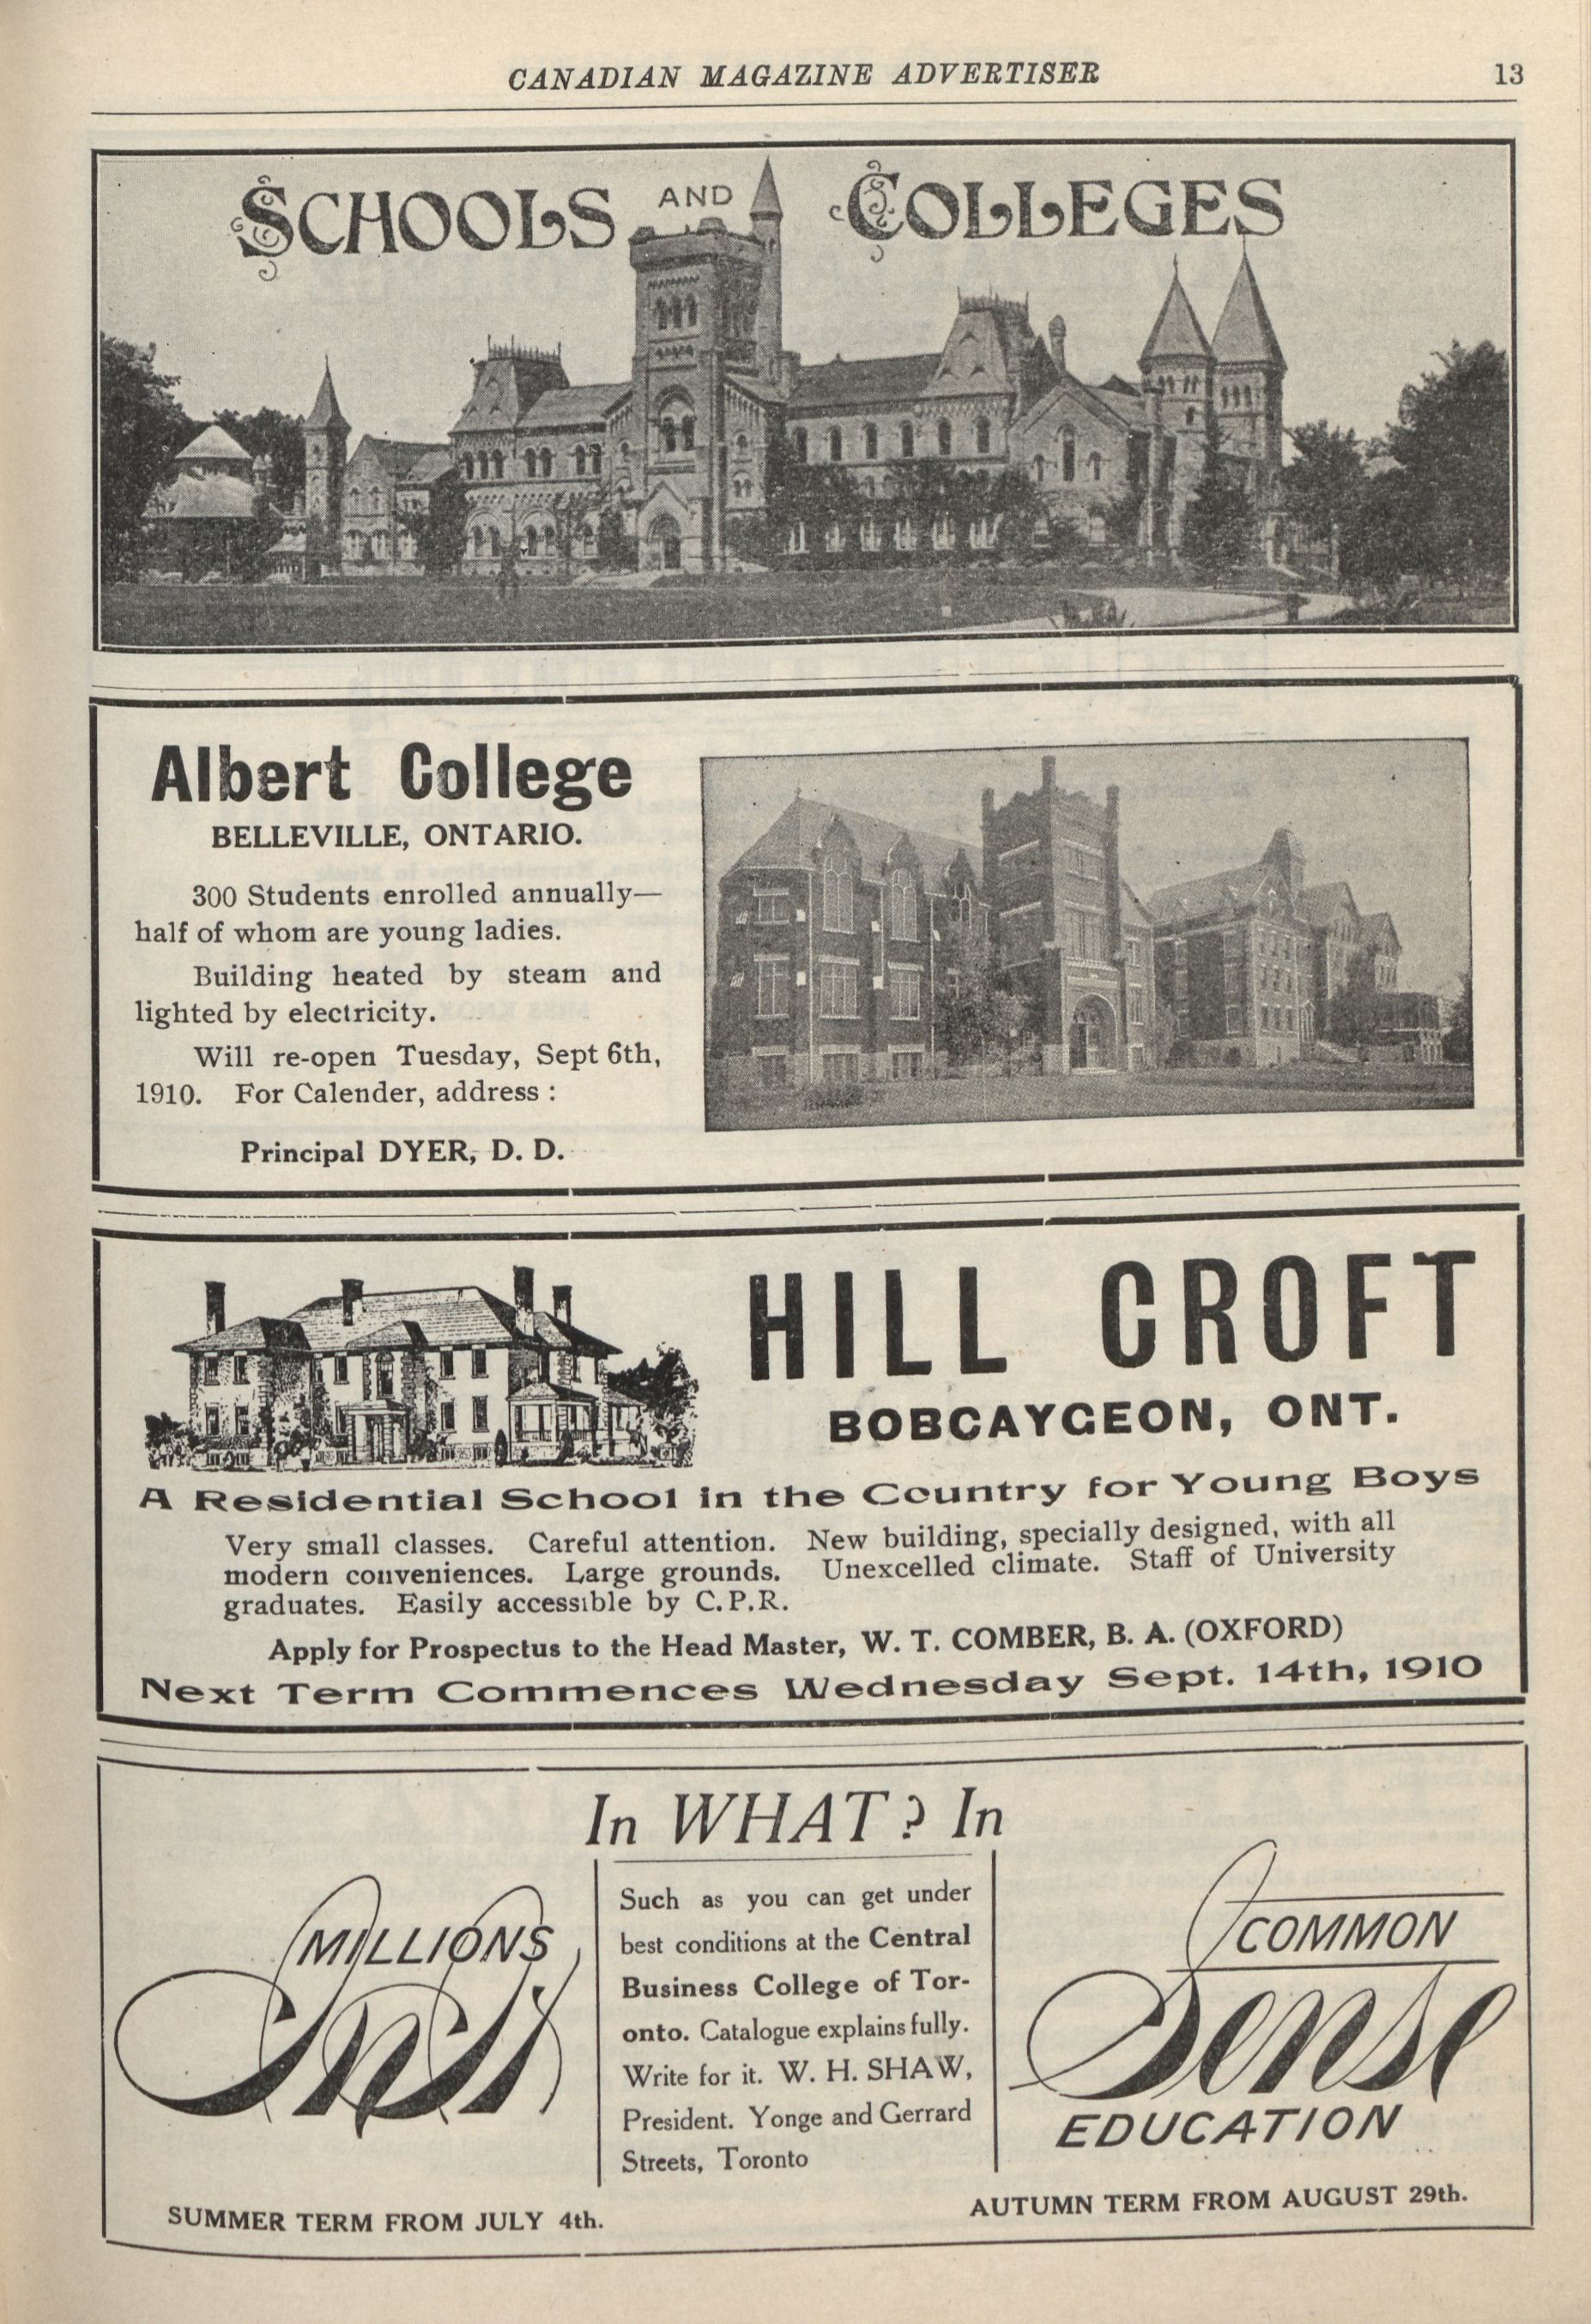 CANADIAN MAGAZINE ADVERTISER 13
SCHOOLS AND COLLEGES
Albert College
BELLEVILLE, ONTARIO.
300 Students enrolled annually—
half of whom are young ladies.
Building heated by steam and
lighted by electricity.
Will re-open Tuesday, Sept 6th,
1910. For Calender, address :
Principal DYER, D. D.
HILL CROFT
BOBCAYGEON, ONT.
A Residential School in the Country for Young Boys
Very small classes. Careful attention. New building, specially designed, with all
modern conveniences. Large grounds. Unexcelled climate. Staff of University
graduates. Easily accessible by C.P.R.
Apply for Prospectus to the Head Master, W. T. COMBER, B. A. (OXFORD)
Next Term Commences Wednesday Sept. 14th, 1910
In WHAT? In
MILLIONS
Such as you can get under
best conditions at the Central
Business College of Tor-
onto. Catalogue explains fully.
Write for it. W. H. SHAW,
President. Yonge and Gerrard
Streets, Toronto
COMMON
Sense
EDUCATION
SUMMER TERM FROM JULY 4th.
AUTUMN TERM FROM AUGUST 29th.